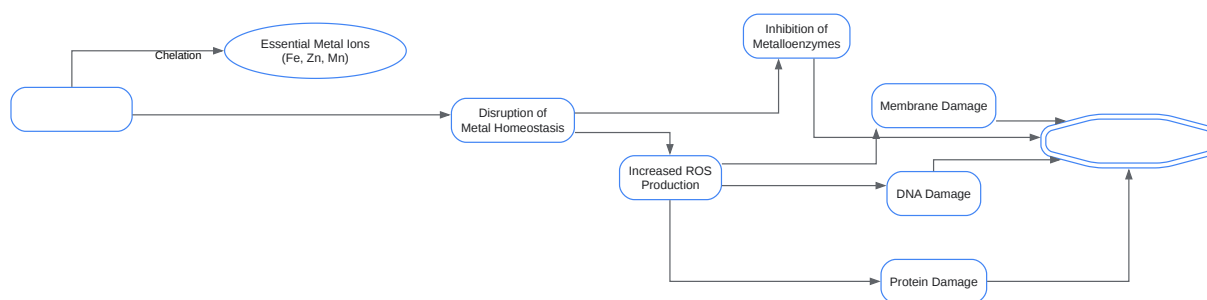 Essential Metal Ions
(Fe, Zn, Mn)
Chelation
Disruption of
Metal Homeostasis
Inhibition of
Metalloenzymes
Increased ROS
Production
Membrane Damage
DNA Damage
Protein Damage